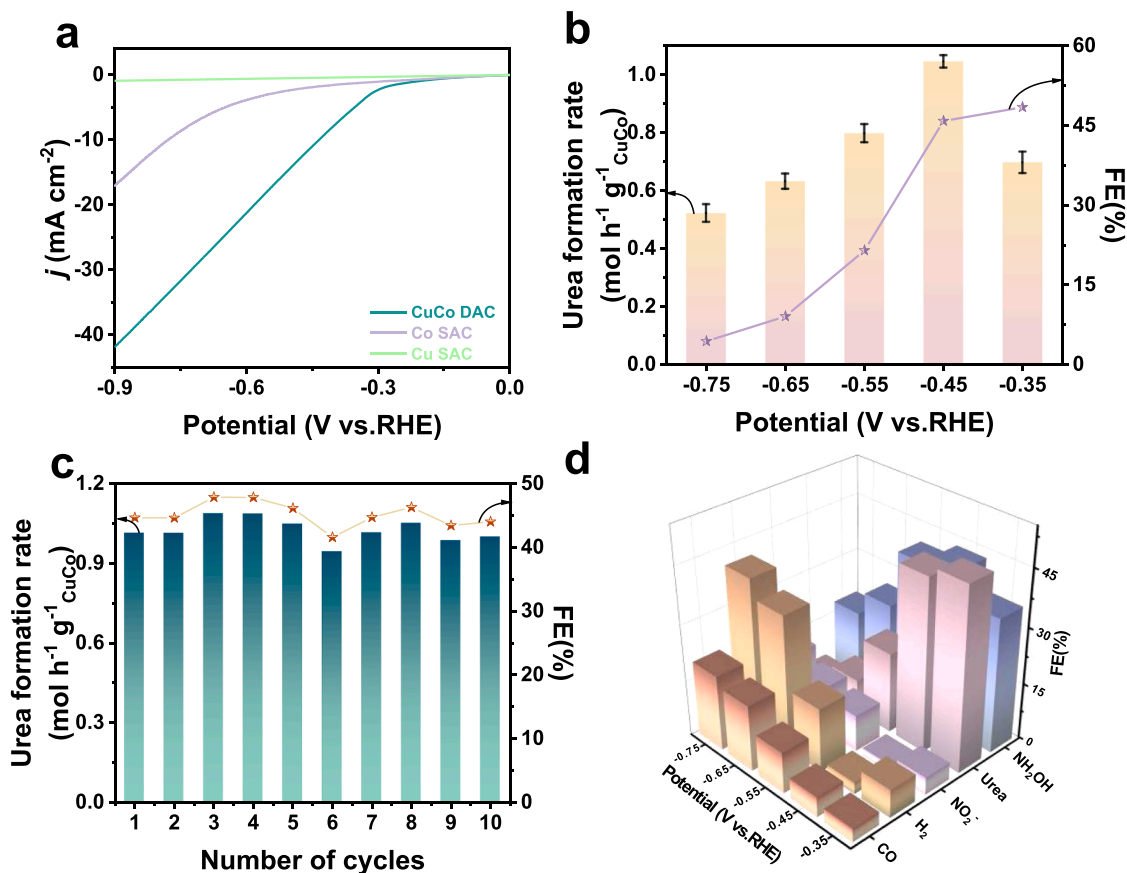 a
0
-10
-20
-30
-40
j (mA cm⁻²)
CuCo DAC
Co SAC
Cu SAC
-0.9
-0.6
-0.3
0.0
Potential (V vs.RHE)
b
1.0
0.8
0.6
0.4
0.2
0.0
Urea formation rate
(mol h⁻¹ g⁻¹CuCo)
60
45
30
15
0
FE(%)
-0.75
-0.65
-0.55
-0.45
-0.35
Potential (V vs.RHE)
c
1.2
0.9
0.6
0.3
0.0
Urea formation rate
(mol h⁻¹ g⁻¹CuCo)
50
40
30
20
10
0
FE(%)
1 2 3 4 5 6 7 8 9 10
Number of cycles
d
45
30
15
0
FE(%)
-0.75
-0.65
-0.55
-0.45
-0.35
Potential (V vs.RHE)
CO
H₂
NO₂⁻
Urea
NH₂OH